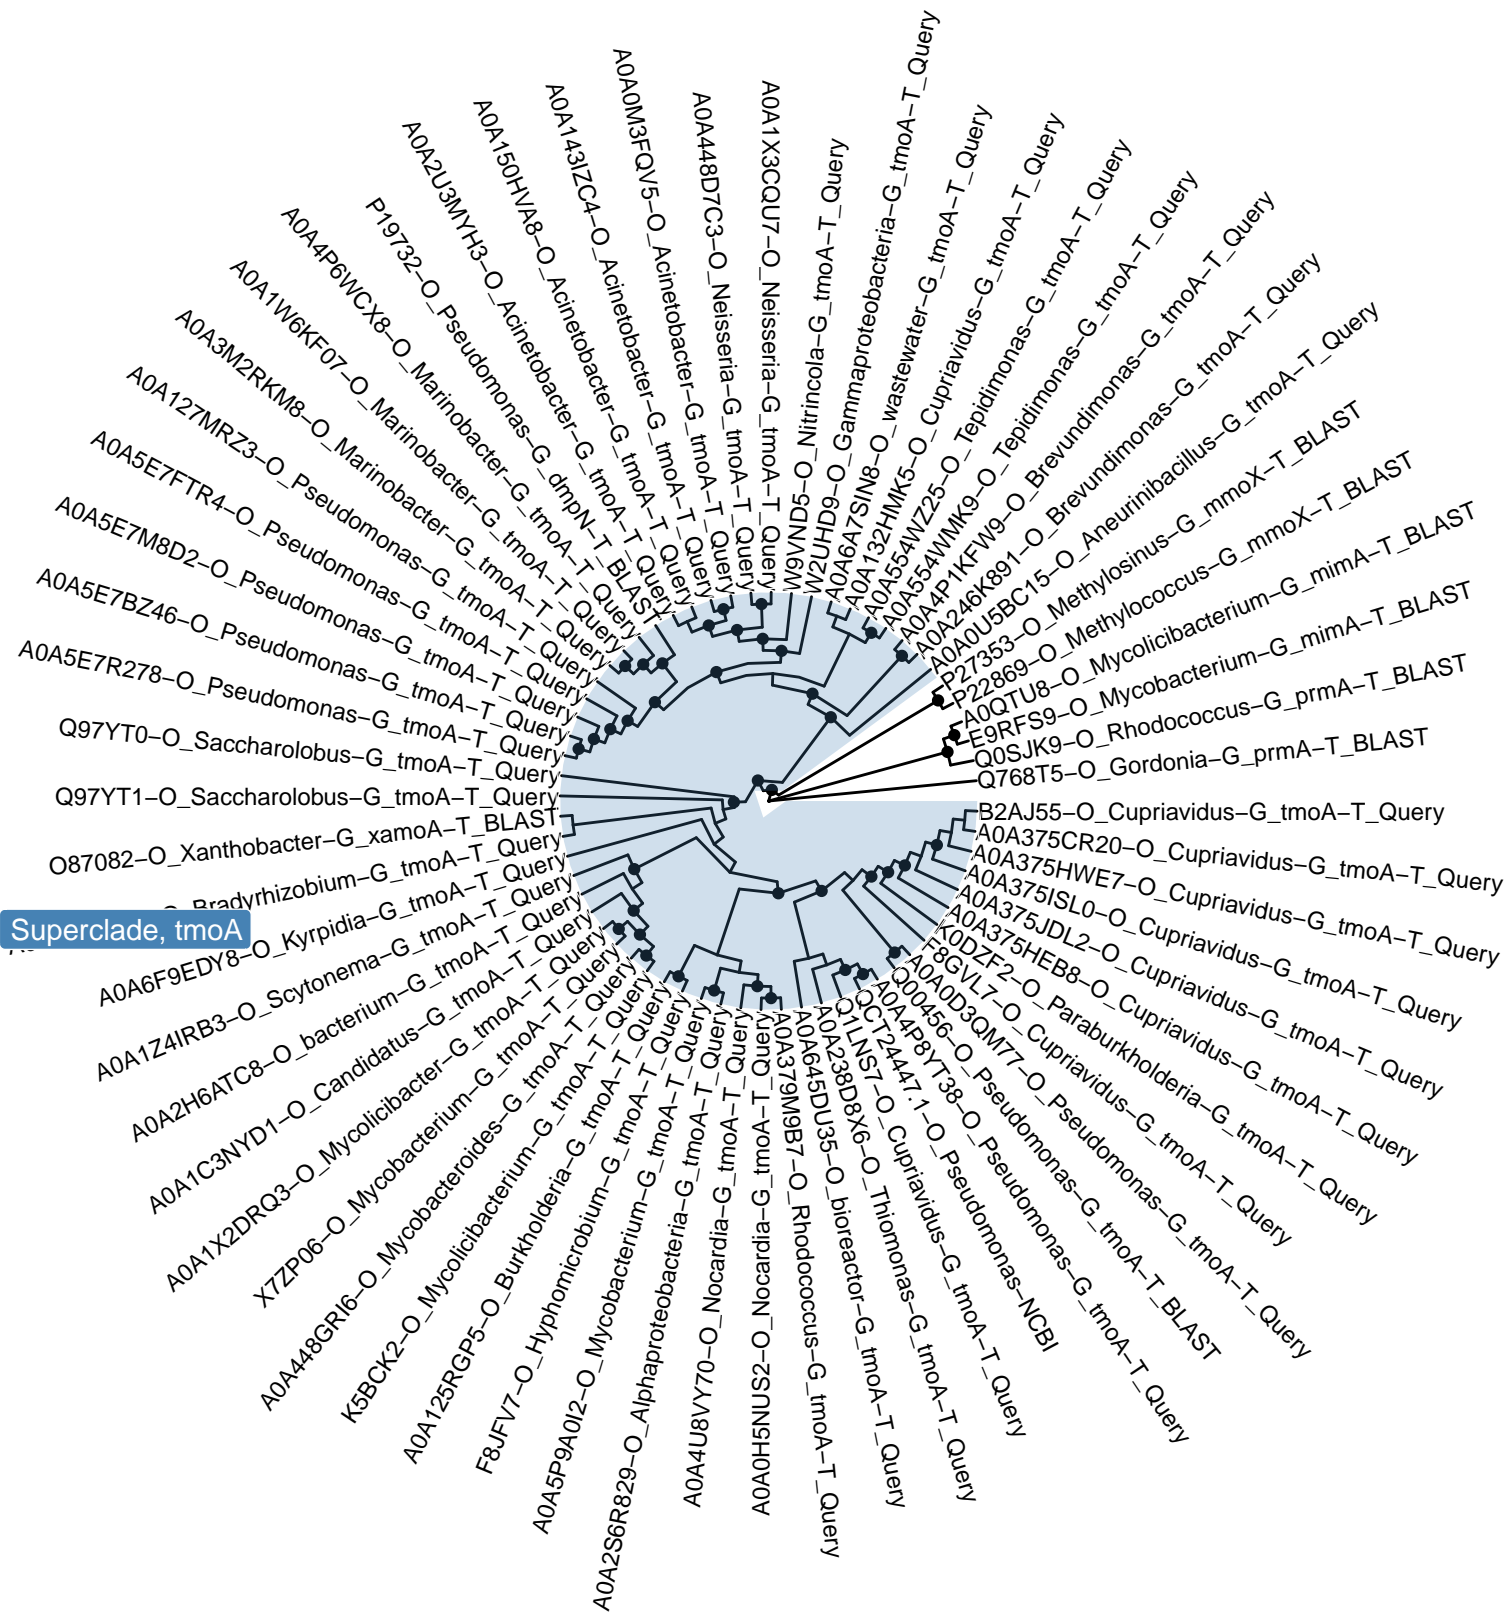 A0A1X3CQU7–O_Neisseria–G_tmoA–T_Query
W9VND5–O_Nitrincola–G_tmoA–T_Query
W2UHD9–O_Gammaproteobacteria–G_tmoA–T_Query
A0A6A7SIN8–O_wastewater–G_tmoA–T_Query
A0A132HMK5–O_Cupriavidus–G_tmoA–T_Query
A0A554WZ25–O_Tepidimonas–G_tmoA–T_Query
A0A554WMK9–O_Tepidimonas–G_tmoA–T_Query
A0A4P1KFW9–O_Brevundimonas–G_tmoA–T_Query
A0A246K891–O_Brevundimonas–G_tmoA–T_Query
A0A0U5BC15–O_Aneurinibacillus–G_tmoA–T_Query
P27353–O_Methylosinus–G_mmoX–T_BLAST
P22869–O_Methylococcus–G_mmoX–T_BLAST
A0QTU8–O_Mycolicibacterium–G_mimA–T_BLAST
E9RFS9–O_Mycobacterium–G_mimA–T_BLAST
Q0SJK9–O_Rhodococcus–G_prmA–T_BLAST
Q768T5–O_Gordonia–G_prmA–T_BLAST
B2AJ55–O_Cupriavidus–G_tmoA–T_Query
A0A375CR20–O_Cupriavidus–G_tmoA–T_Query
A0A375HWE7–O_Cupriavidus–G_tmoA–T_Query
A0A375ISL0–O_Cupriavidus–G_tmoA–T_Query
A0A375JDL2–O_Cupriavidus–G_tmoA–T_Query
A0A375HEB8–O_Cupriavidus–G_tmoA–T_Query
K0DZF2–O_Paraburkholderia–G_tmoA–T_Query
F8GVL7–O_Cupriavidus–G_tmoA–T_Query
A0A0D3QM77–O_Pseudomonas–G_tmoA–T_Query
Q00456–O_Pseudomonas–G_tmoA–T_BLAST
A0A4P8YT38–O_Pseudomonas–G_tmoA–T_Query
QCT24447.1–O_Pseudomonas–NCBI
Q1LNS7–O_Cupriavidus–G_tmoA–T_Query
A0A238D8X6–O_Thiomonas–G_tmoA–T_Query
A0A645DU35–O_bioreactor–G_tmoA–T_Query
A0A379M9B7–O_Rhodococcus–G_tmoA–T_Query
A0A0H5NUS2–O_Nocardia–G_tmoA–T_Query
A0A4U8VY70–O_Nocardia–G_tmoA–T_Query
A0A2S6R829–O_Alphaproteobacteria–G_tmoA–T_Query
A0A5P9A0I2–O_Mycobacterium–G_tmoA–T_Query
F8JFV7–O_Hyphomicrobium–G_tmoA–T_Query
A0A125RGP5–O_Burkholderia–G_tmoA–T_Query
K5BCK2–O_Mycolicibacterium–G_tmoA–T_Query
A0A448GRI6–O_Mycobacteroides–G_tmoA–T_Query
X7ZP06–O_Mycobacterium–G_tmoA–T_Query
A0A1X2DRQ3–O_Mycolicibacter–G_tmoA–T_Query
A0A1C3NYD1–O_Candidatus–G_tmoA–T_Query
A0A2H6ATC8–O_bacterium–G_tmoA–T_Query
A0A1Z4IRB3–O_Scytonema–G_tmoA–T_Query
A0A6F9EDY8–O_Kyrpidia–G_tmoA–T_Query
Superclade, tmoA
O_Bradyrhizobium–G_tmoA–T_Query
O87082–O_Xanthobacter–G_xamoA–T_BLAST
Q97YT1–O_Saccharolobus–G_tmoA–T_Query
Q97YT0–O_Saccharolobus–G_tmoA–T_Query
A0A5E7R278–O_Pseudomonas–G_tmoA–T_Query
A0A5E7BZ46–O_Pseudomonas–G_tmoA–T_Query
A0A5E7M8D2–O_Pseudomonas–G_tmoA–T_Query
A0A5E7FTR4–O_Pseudomonas–G_tmoA–T_Query
A0A127MRZ3–O_Pseudomonas–G_tmoA–T_Query
A0A3M2RKM8–O_Marinobacter–G_tmoA–T_Query
A0A1W6KF07–O_Marinobacter–G_tmoA–T_Query
A0A4P6WCX8–O_Marinobacter–G_tmoA–T_Query
P19732–O_Pseudomonas–G_dmpN–T_BLAST
A0A2U3MYH3–O_Acinetobacter–G_tmoA–T_Query
A0A150HVA8–O_Acinetobacter–G_tmoA–T_Query
A0A143IZC4–O_Acinetobacter–G_tmoA–T_Query
A0A0M3FQV5–O_Acinetobacter–G_tmoA–T_Query
A0A448D7C3–O_Neisseria–G_tmoA–T_Query